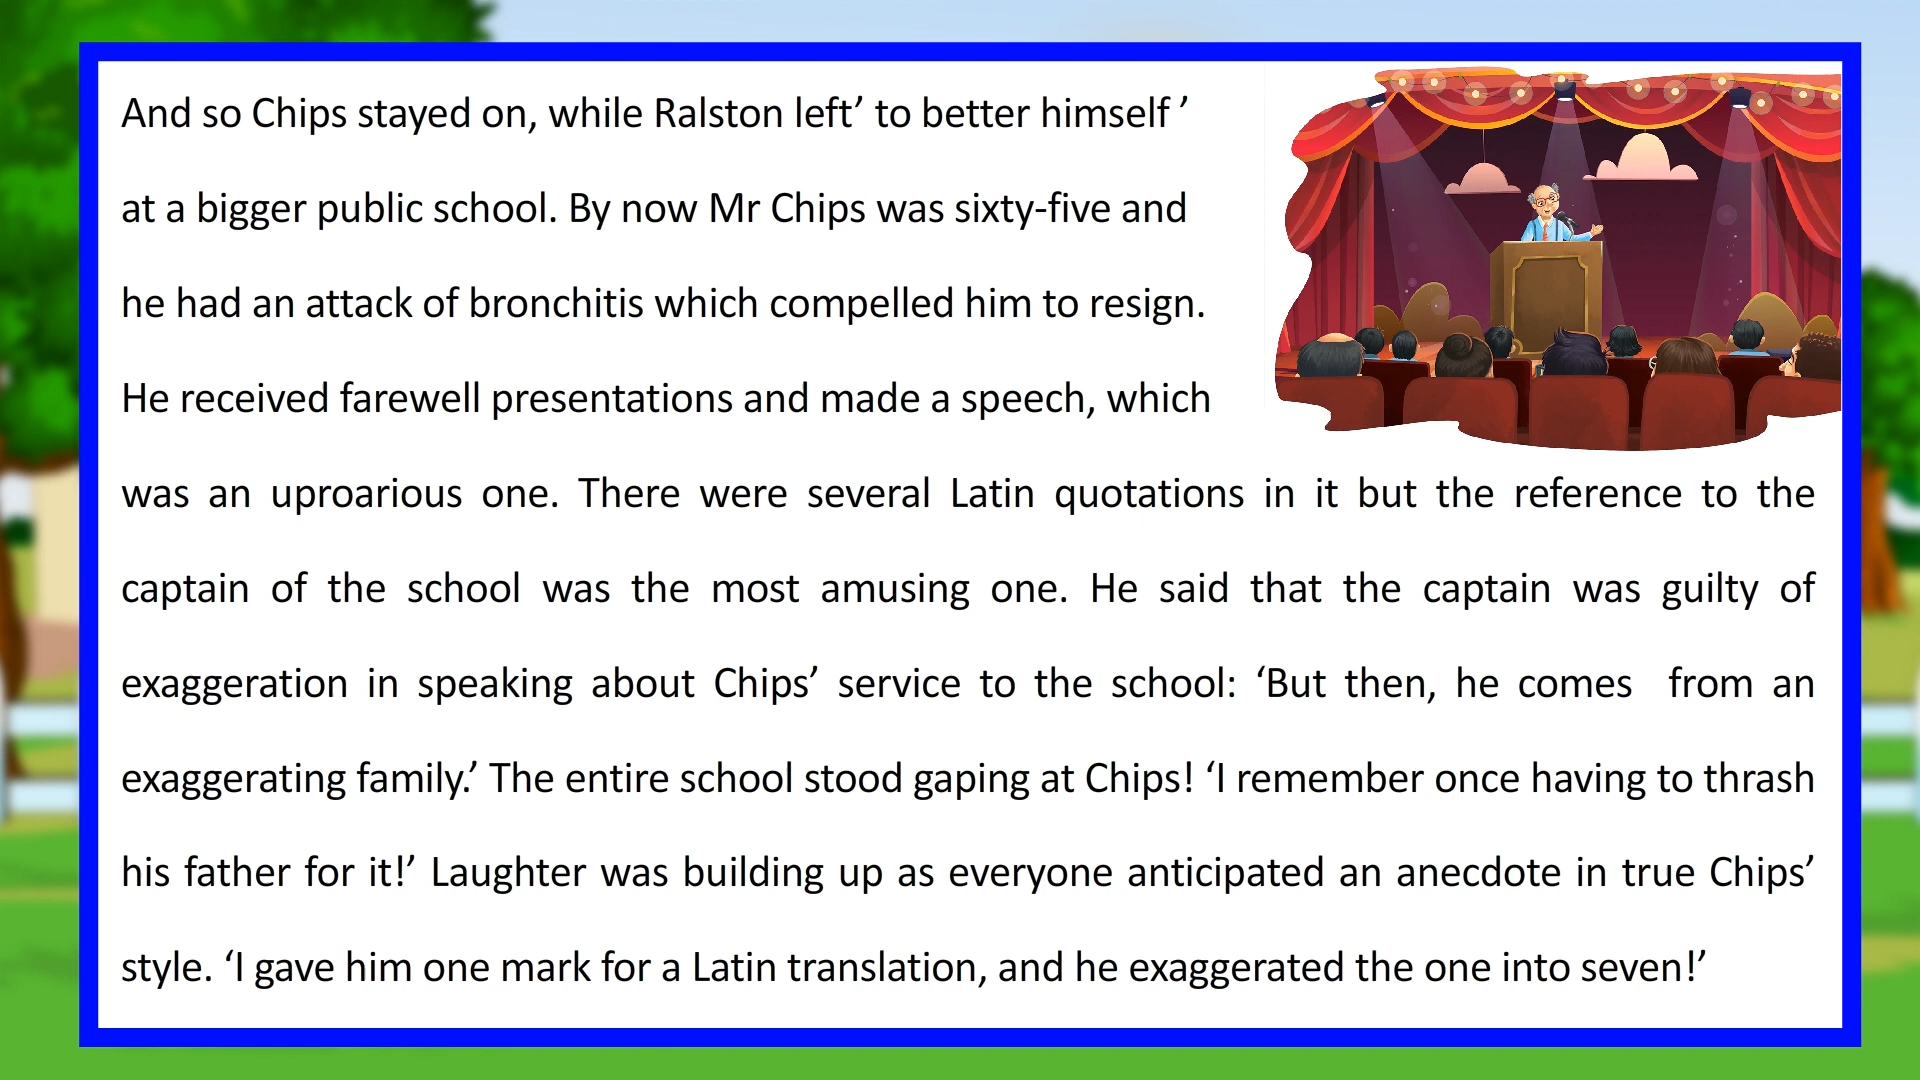 And so Chips stayed on, while Ralston left’ to better himself ’
at a bigger public school. By now Mr Chips was sixty-five and
he had an attack of bronchitis which compelled him to resign.
He received farewell presentations and made a speech, which
was an uproarious one. There were several Latin quotations in it but the reference to the
captain of the school was the most amusing one. He said that the captain was guilty of
exaggeration in speaking about Chips’ service to the school: ‘But then, he comes  from an
exaggerating family.’ The entire school stood gaping at Chips! ‘I remember once having to thrash
his father for it!’ Laughter was building up as everyone anticipated an anecdote in true Chips’
style. ‘I gave him one mark for a Latin translation, and he exaggerated the one into seven!’